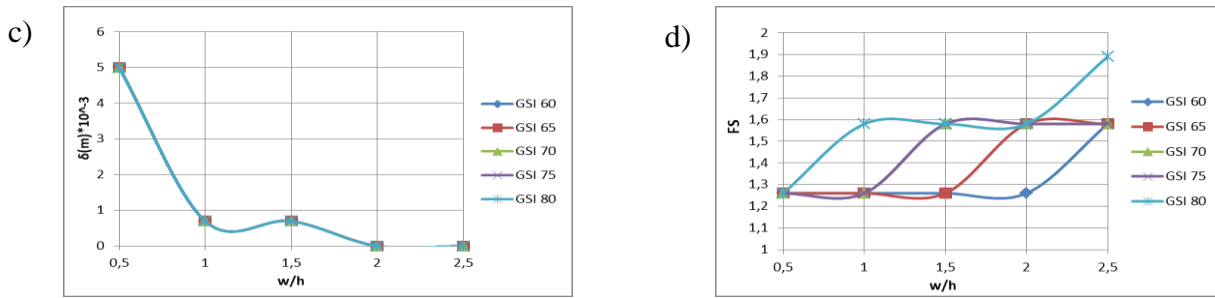 c)
6
5
4
3
2
1
0
δ(m)*10^-3
0,5
1
1,5
2
2,5
w/h
GSI 60
GSI 65
GSI 70
GSI 75
GSI 80
d)
2
1,9
1,8
1,7
1,6
1,5
1,4
1,3
1,2
1,1
1
FS
0,5
1
1,5
2
2,5
w/h
GSI 60
GSI 65
GSI 70
GSI 75
GSI 80